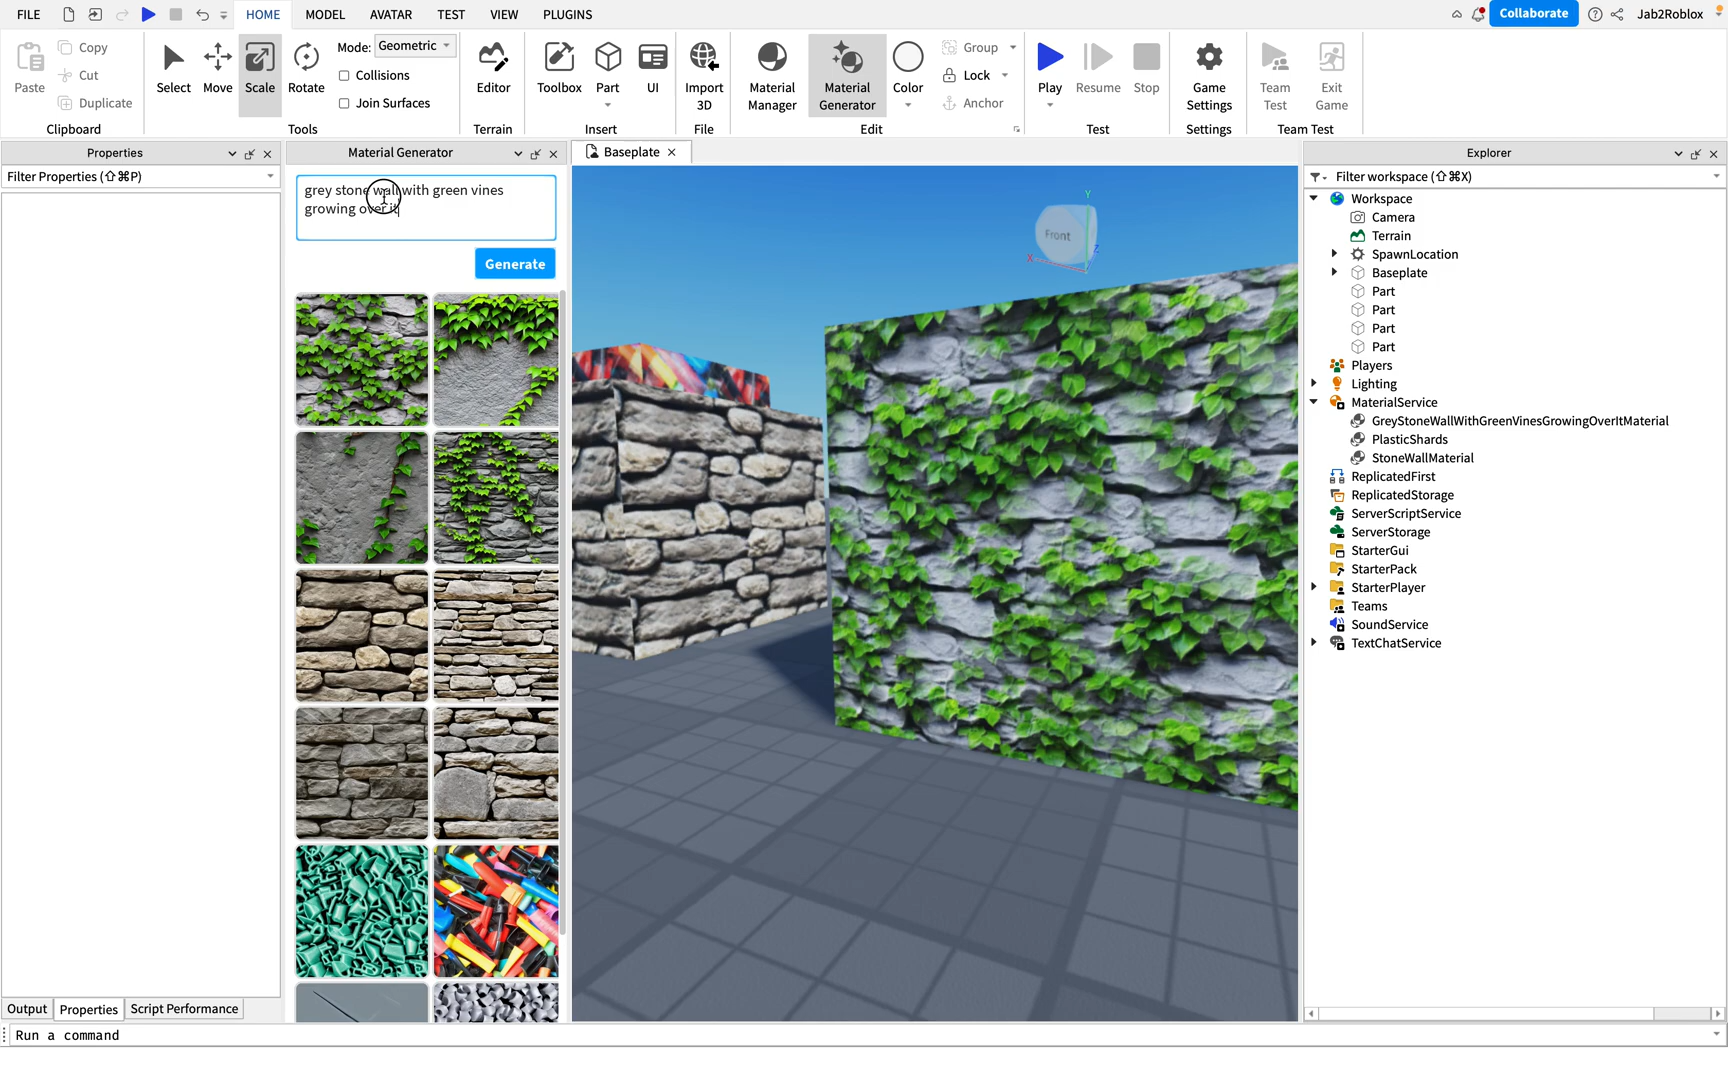 FILE
HOME
MODEL
AVATAR
TEST
VIEW
PLUGINS
Collaborate
Jab2Roblox
Paste
Copy
Cut
Duplicate
Clipboard
Select
Move
Scale
Rotate
Mode: Geometric
Collisions
Join Surfaces
Tools
Editor
Terrain
Toolbox
Part
UI
Insert
Import
3D
File
Material
Manager
Material
Generator
Color
Group
Lock
Anchor
Edit
Play
Resume
Stop
Test
Game
Settings
Settings
Team
Test
Exit
Game
Team Test
Properties
Filter Properties (⇧⌘P)
Material Generator
grey stone wall with green vines
growing over it
Generate
Baseplate
Front
Y
X
Z
Explorer
Filter workspace (⇧⌘X)
Workspace
Camera
Terrain
SpawnLocation
Baseplate
Part
Part
Part
Part
Players
Lighting
MaterialService
GreyStoneWallWithGreenVinesGrowingOverItMaterial
PlasticShards
StoneWallMaterial
ReplicatedFirst
ReplicatedStorage
ServerScriptService
ServerStorage
StarterGui
StarterPack
StarterPlayer
Teams
SoundService
TextChatService
Output
Properties
Script Performance
Run a command